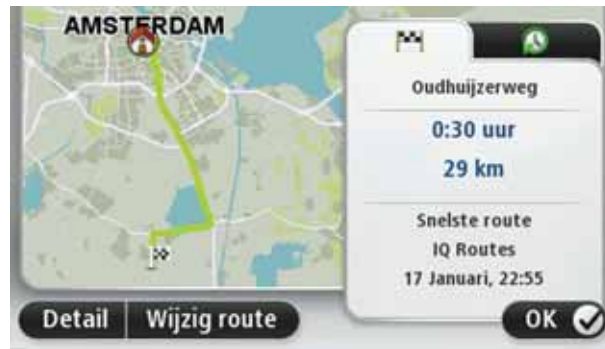 AMSTERDAM
Oudhuijzerweg
0:30 uur
29 km
Snelste route
IQ Routes
17 Januari, 22:55
Detail
Wijzig route
OK